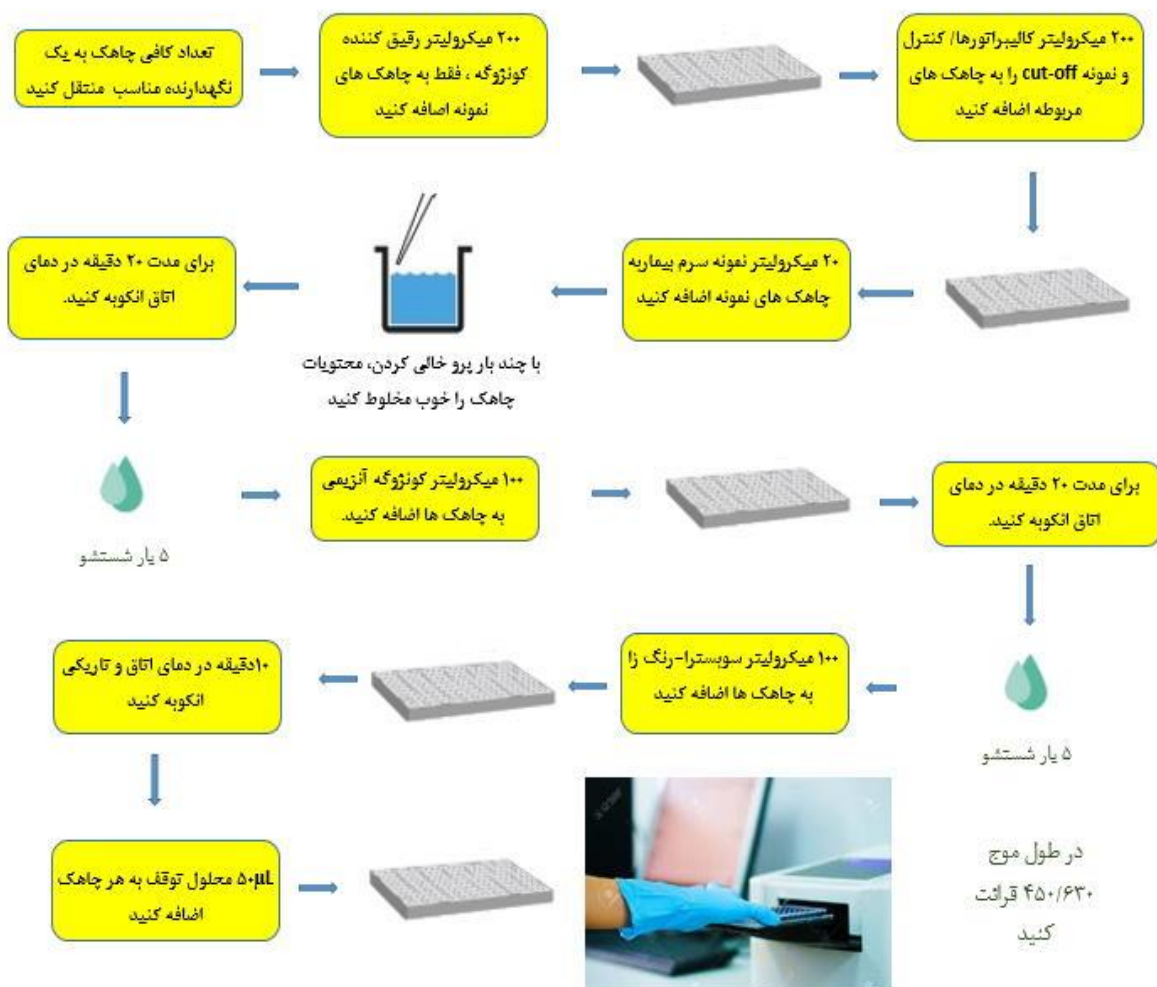 تعداد کافی چاهک به یک
نگهدارنده مناسب منتقل کنید
۲۰۰ میکرولیتر رقیق کننده
کونژوگه ، فقط به چاهک های
نمونه اصافه کنید
۲۰۰ میکرولیتر کالیبراتورها/ کنترل
و نمونه cut-off را به چاهک های
مربوطه اضافه کنید
۲۰ میکرولیتر نمونه سرم بیماربه
چاهک های نمونه اضافه کنید
با چند بار پرو خالی کردن، محتویات
چاهک را خوب مخلوط کنید
برای مدت ۲۰ دقیقه در دمای
اتاق انکوبه کنید.
۵ یار شستشو
۱۰۰ میکرولیتر کونژوگه آنزیمی
به چاهک ها اضافه کنید.
برای مدت ۲۰ دقیقه در دمای
اتاق انکوبه کنید.
۵ یار شستشو
۱۰۰ میکرولیتر سوبسترا-رنگ زا
به چاهک ها اضافه کنید
۱۰دقیقه در دمای اتاق و تاریکی
انکوبه کنید
۵۰µL محلول توقف به هر چاهک
اضافه کنید
در طول موج
۴۵۰/۶۳۰ قرائت
کنید